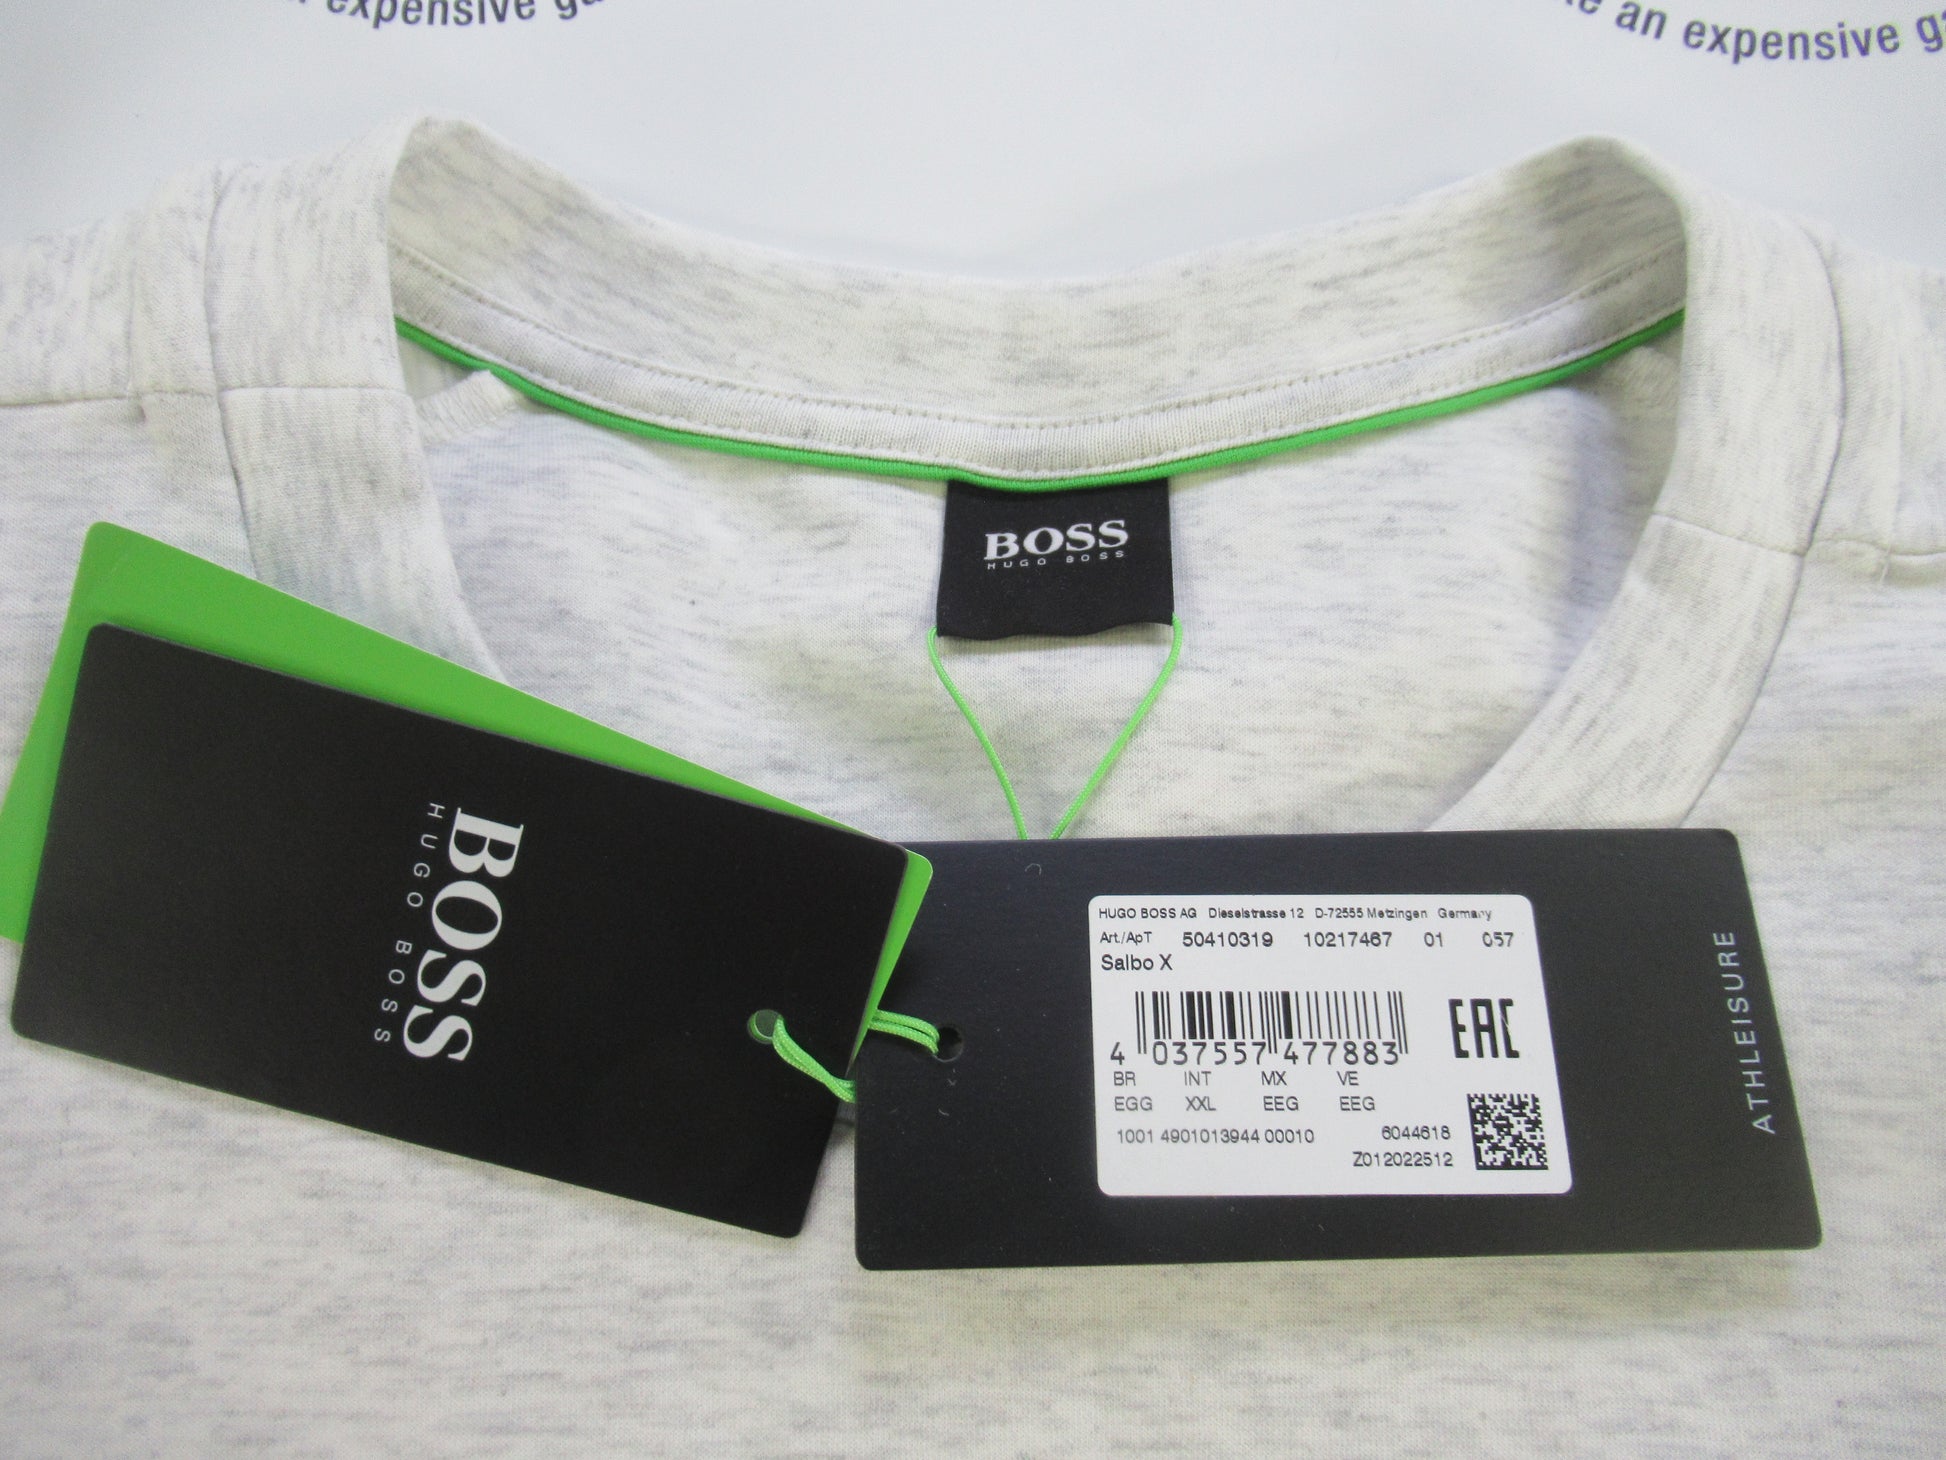 expensive
an expensive
BOSS
HUGO BOSS
BOSS
HUGO BOSS
HUGO BOSS AG Dieselstrasse 12 D-72555 Metzingen Germany
Art./ApT 50410319 10217467 01 057
Salbo X
4 037557 477883
EAC
BR INT MX VE
EGG XXL EEG EEG
1001 4901013944 00010 6044618
Z012022512
ATHLEISURE